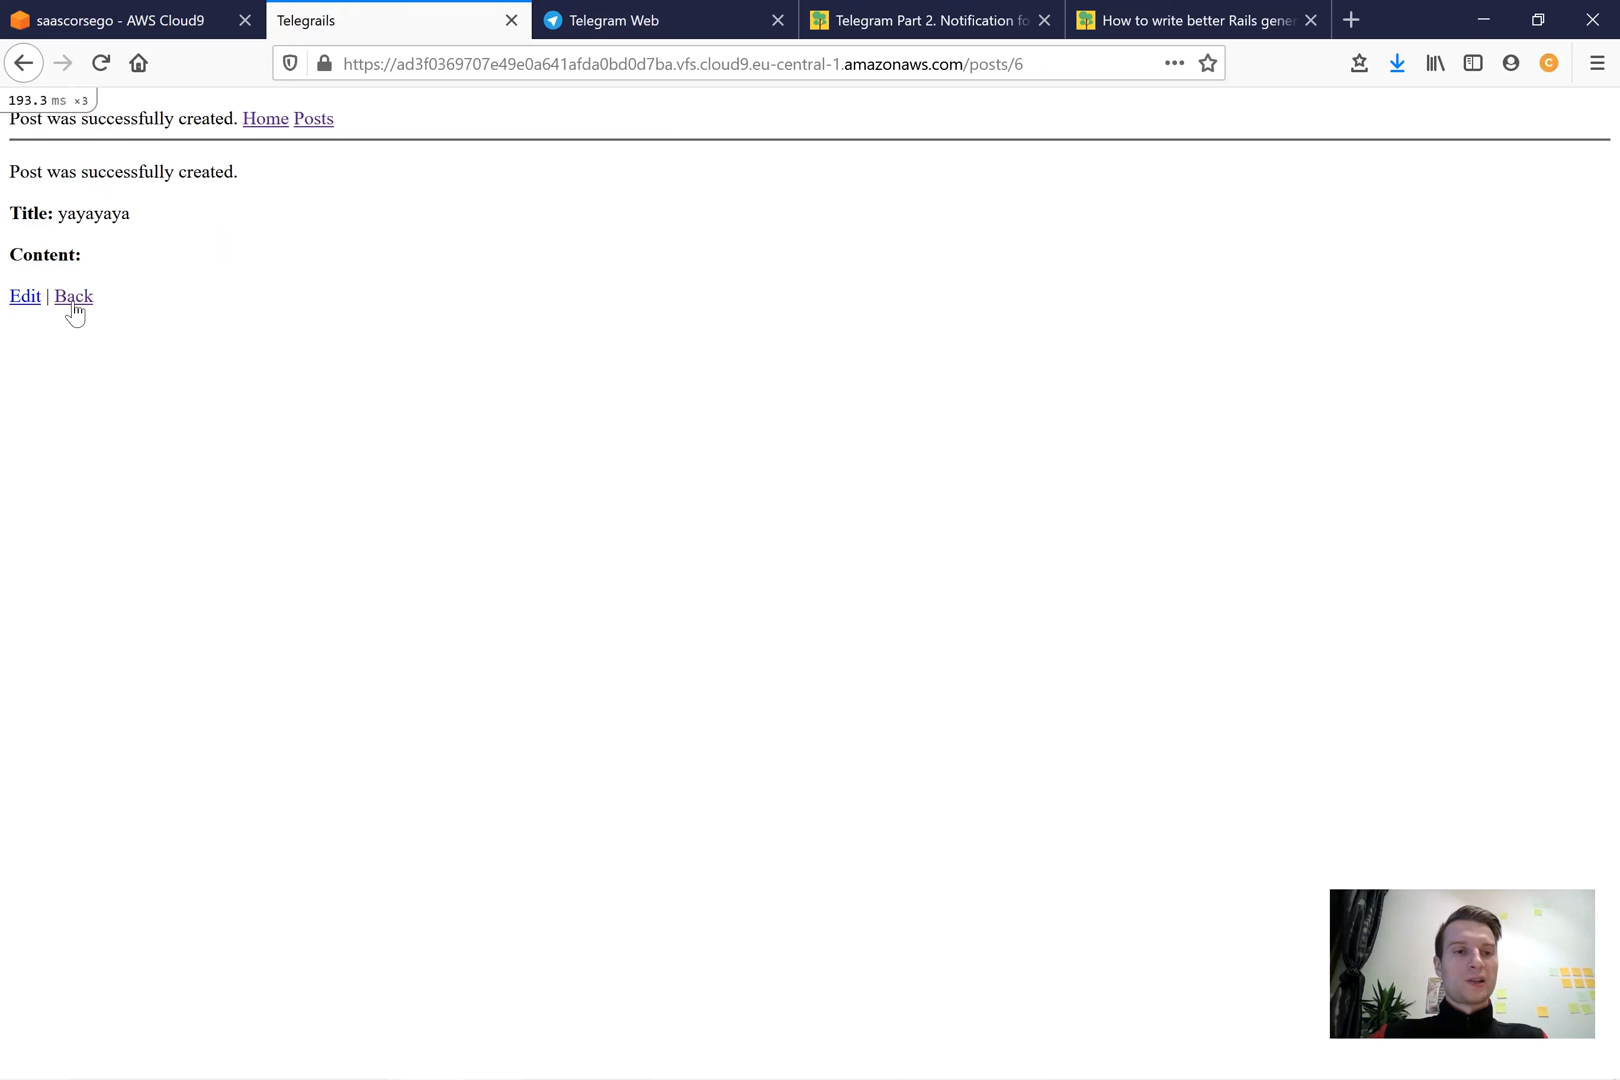 saascorsego - AWS Cloud9
Telegrails
Telegram Web
Telegram Part 2. Notification fo
How to write better Rails gener
https://ad3f0369707e49e0a641afda0bd0d7ba.vfs.cloud9.eu-central-1.amazonaws.com/posts/6
C
193.3 ms ×3
Post was successfully created. Home Posts
Post was successfully created.
Title: yayayaya
Content:
Edit | Back